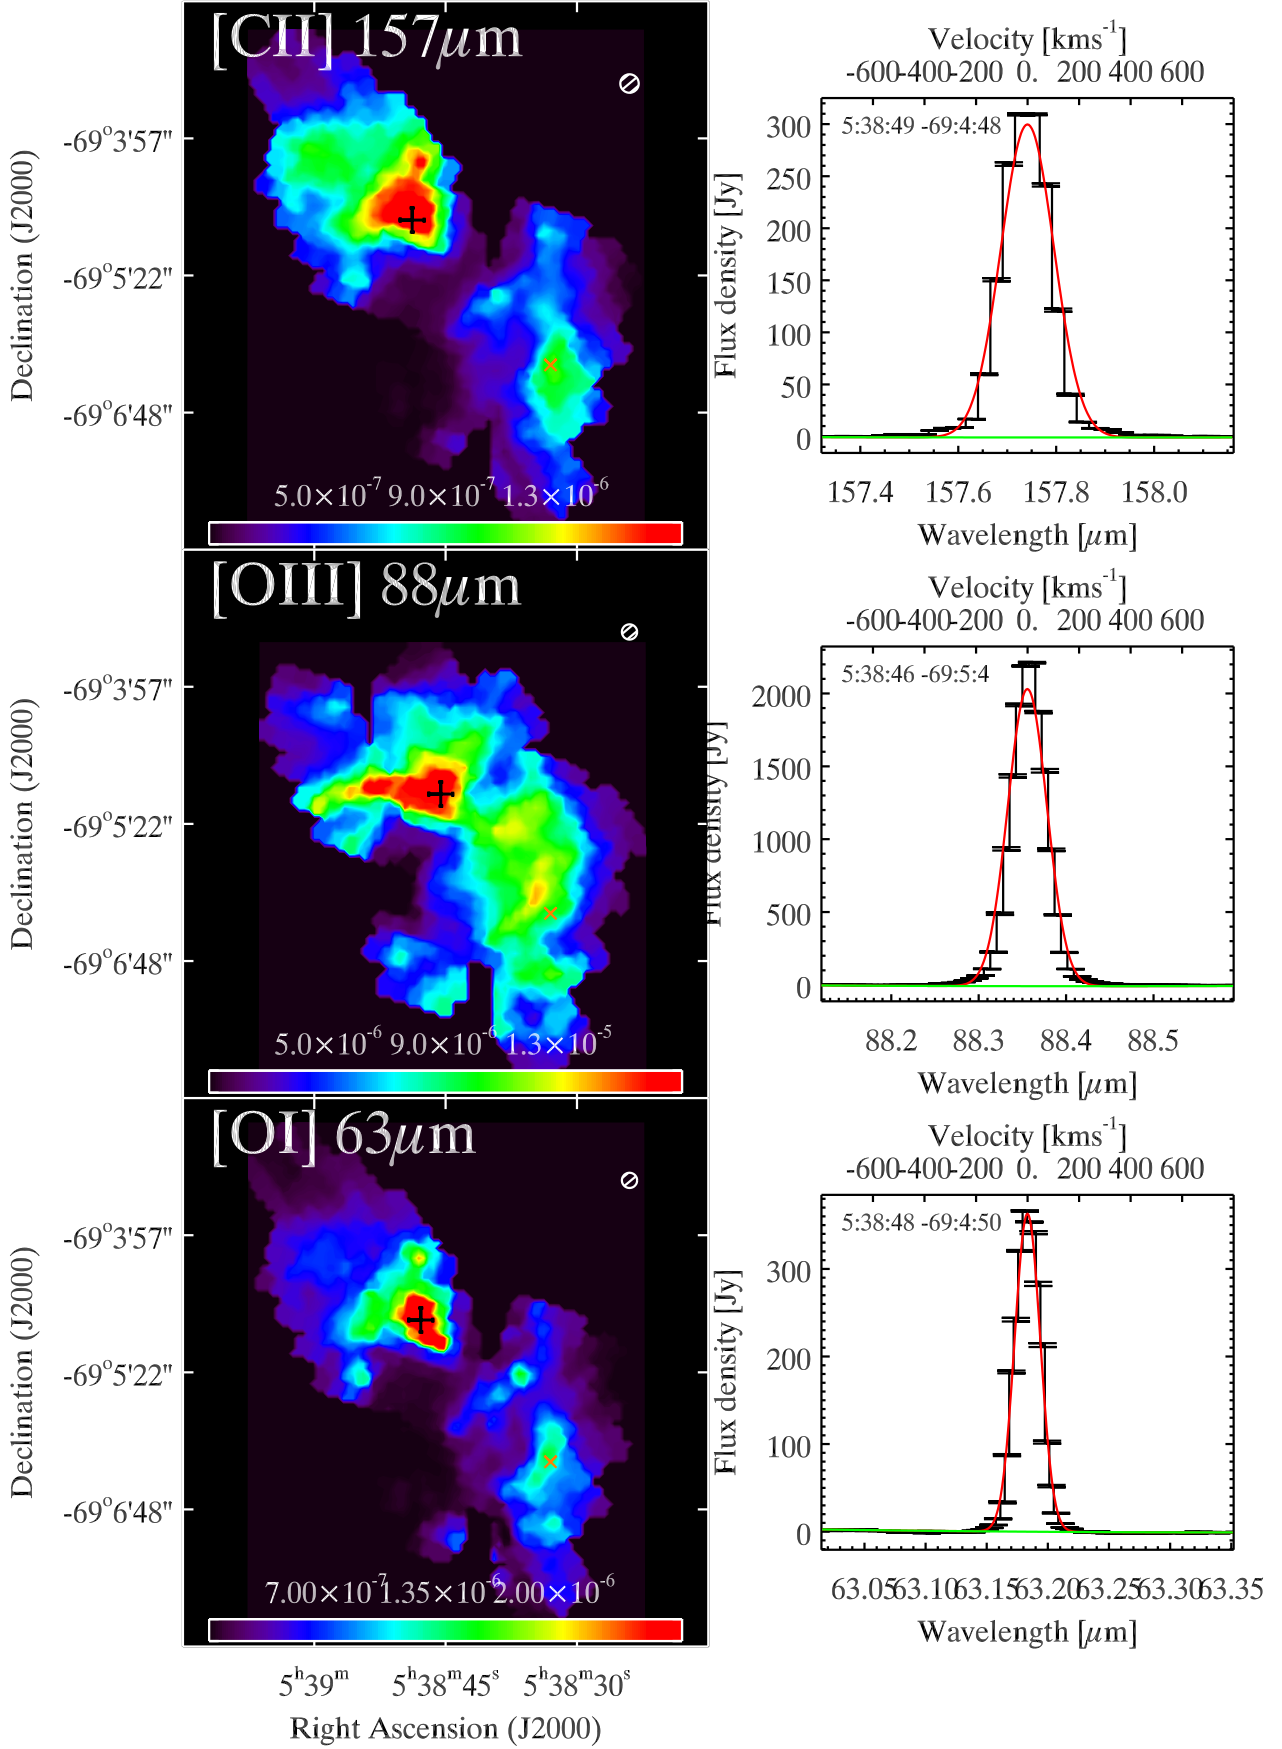 [CII] 157μm
-69°3'57"
-69°5'22"
-69°6'48"
Declination (J2000)
5.0×10⁻⁷ 9.0×10⁻⁷ 1.3×10⁻⁶
Velocity [kms⁻¹]
-600 -400 -200 0. 200 400 600
5:38:49 -69:4:48
300
250
200
150
100
50
0
Flux density [Jy]
157.4 157.6 157.8 158.0
Wavelength [μm]
[OIII] 88μm
-69°3'57"
-69°5'22"
-69°6'48"
Declination (J2000)
5.0×10⁻⁶ 9.0×10⁻⁶ 1.3×10⁻⁵
Velocity [kms⁻¹]
-600 -400 -200 0. 200 400 600
5:38:46 -69:5:4
2000
1500
1000
500
0
Flux density [Jy]
88.2 88.3 88.4 88.5
Wavelength [μm]
[OI] 63μm
-69°3'57"
-69°5'22"
-69°6'48"
Declination (J2000)
7.00×10⁻⁷ 1.35×10⁻⁶ 2.00×10⁻⁶
5ʰ39ᵐ 5ʰ38ᵐ45ˢ 5ʰ38ᵐ30ˢ
Right Ascension (J2000)
Velocity [kms⁻¹]
-600 -400 -200 0. 200 400 600
5:38:48 -69:4:50
300
200
100
0
Flux density [Jy]
63.05 63.10 63.15 63.20 63.25 63.30 63.35
Wavelength [μm]